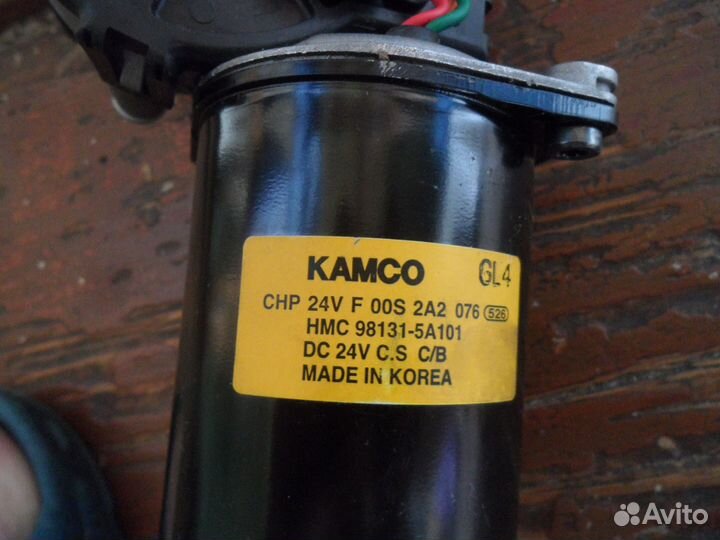 KAMCO GL4
CHP 24V F 00S 2A2 076 526
HMC 98131-5A101
DC 24V C.S C/B
MADE IN KOREA
Avito